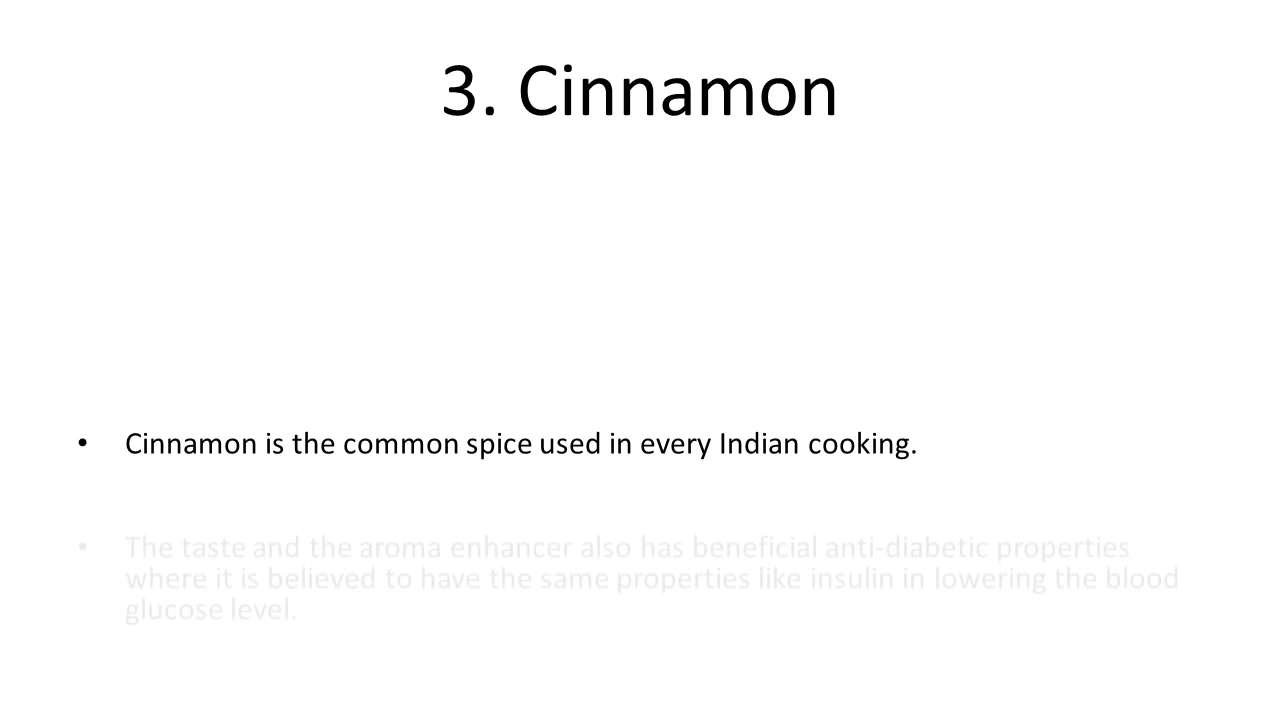 3. Cinnamon
• Cinnamon is the common spice used in every Indian cooking.
• The taste and the aroma enhancer also has beneficial anti-diabetic properties
where it is believed to have the same properties like insulin in lowering the blood
glucose level.